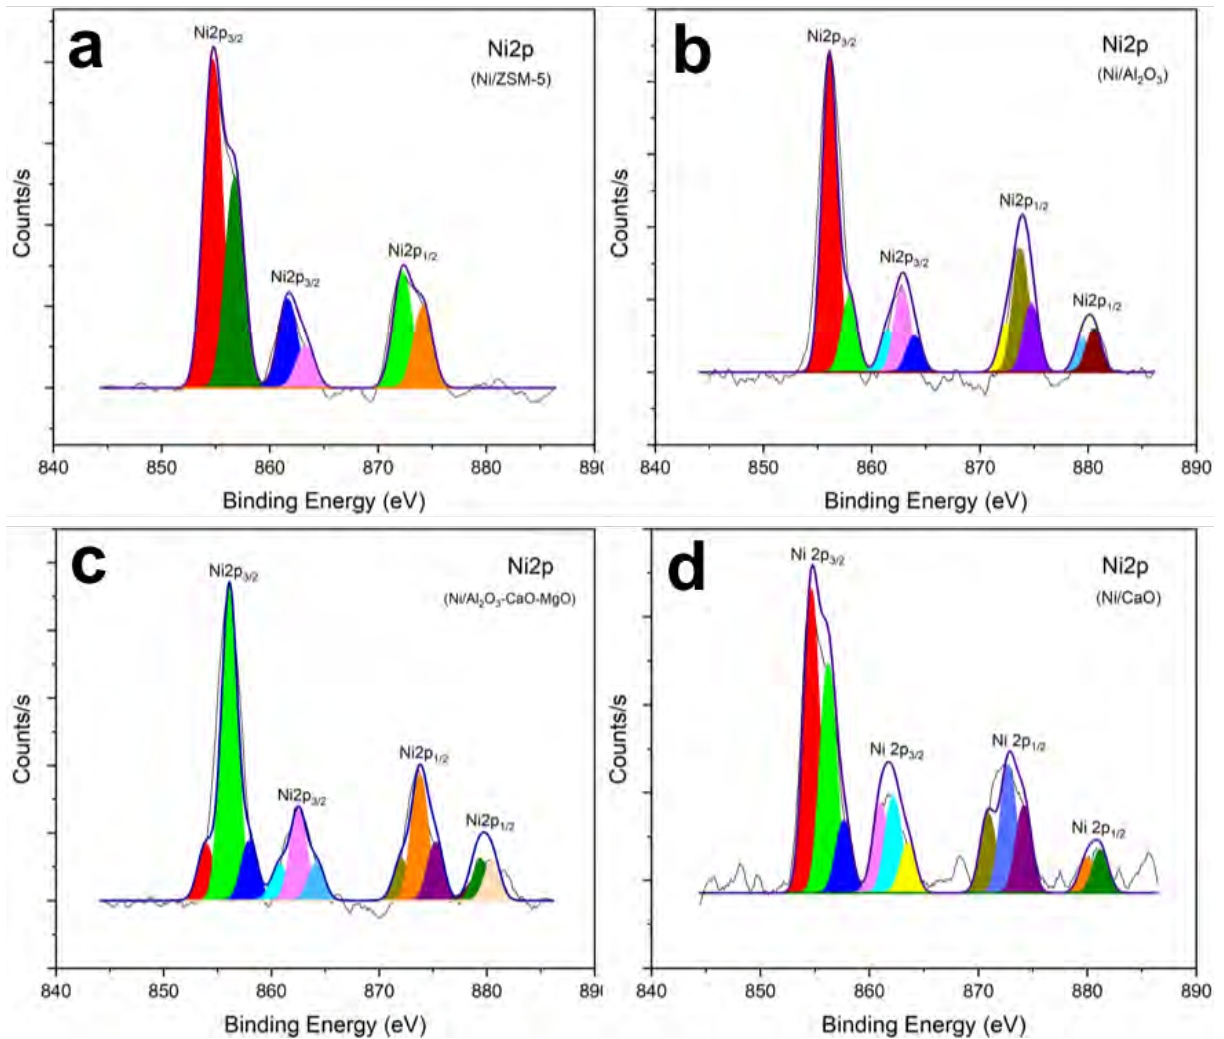 a
Ni2p
(Ni/ZSM-5)
Ni2p₃/₂
Ni2p₃/₂
Ni2p₁/₂
Counts/s
840 850 860 870 880 890
Binding Energy (eV)
b
Ni2p
(Ni/Al₂O₃)
Ni2p₃/₂
Ni2p₃/₂
Ni2p₁/₂
Ni2p₁/₂
Counts/s
840 850 860 870 880 890
Binding Energy (eV)
c
Ni2p
(Ni/Al₂O₃-CaO-MgO)
Ni2p₃/₂
Ni2p₃/₂
Ni2p₁/₂
Ni2p₁/₂
Counts/s
840 850 860 870 880 890
Binding Energy (eV)
d
Ni2p
(Ni/CaO)
Ni 2p₃/₂
Ni 2p₃/₂
Ni 2p₁/₂
Ni 2p₁/₂
Counts/s
840 850 860 870 880 890
Binding Energy (eV)